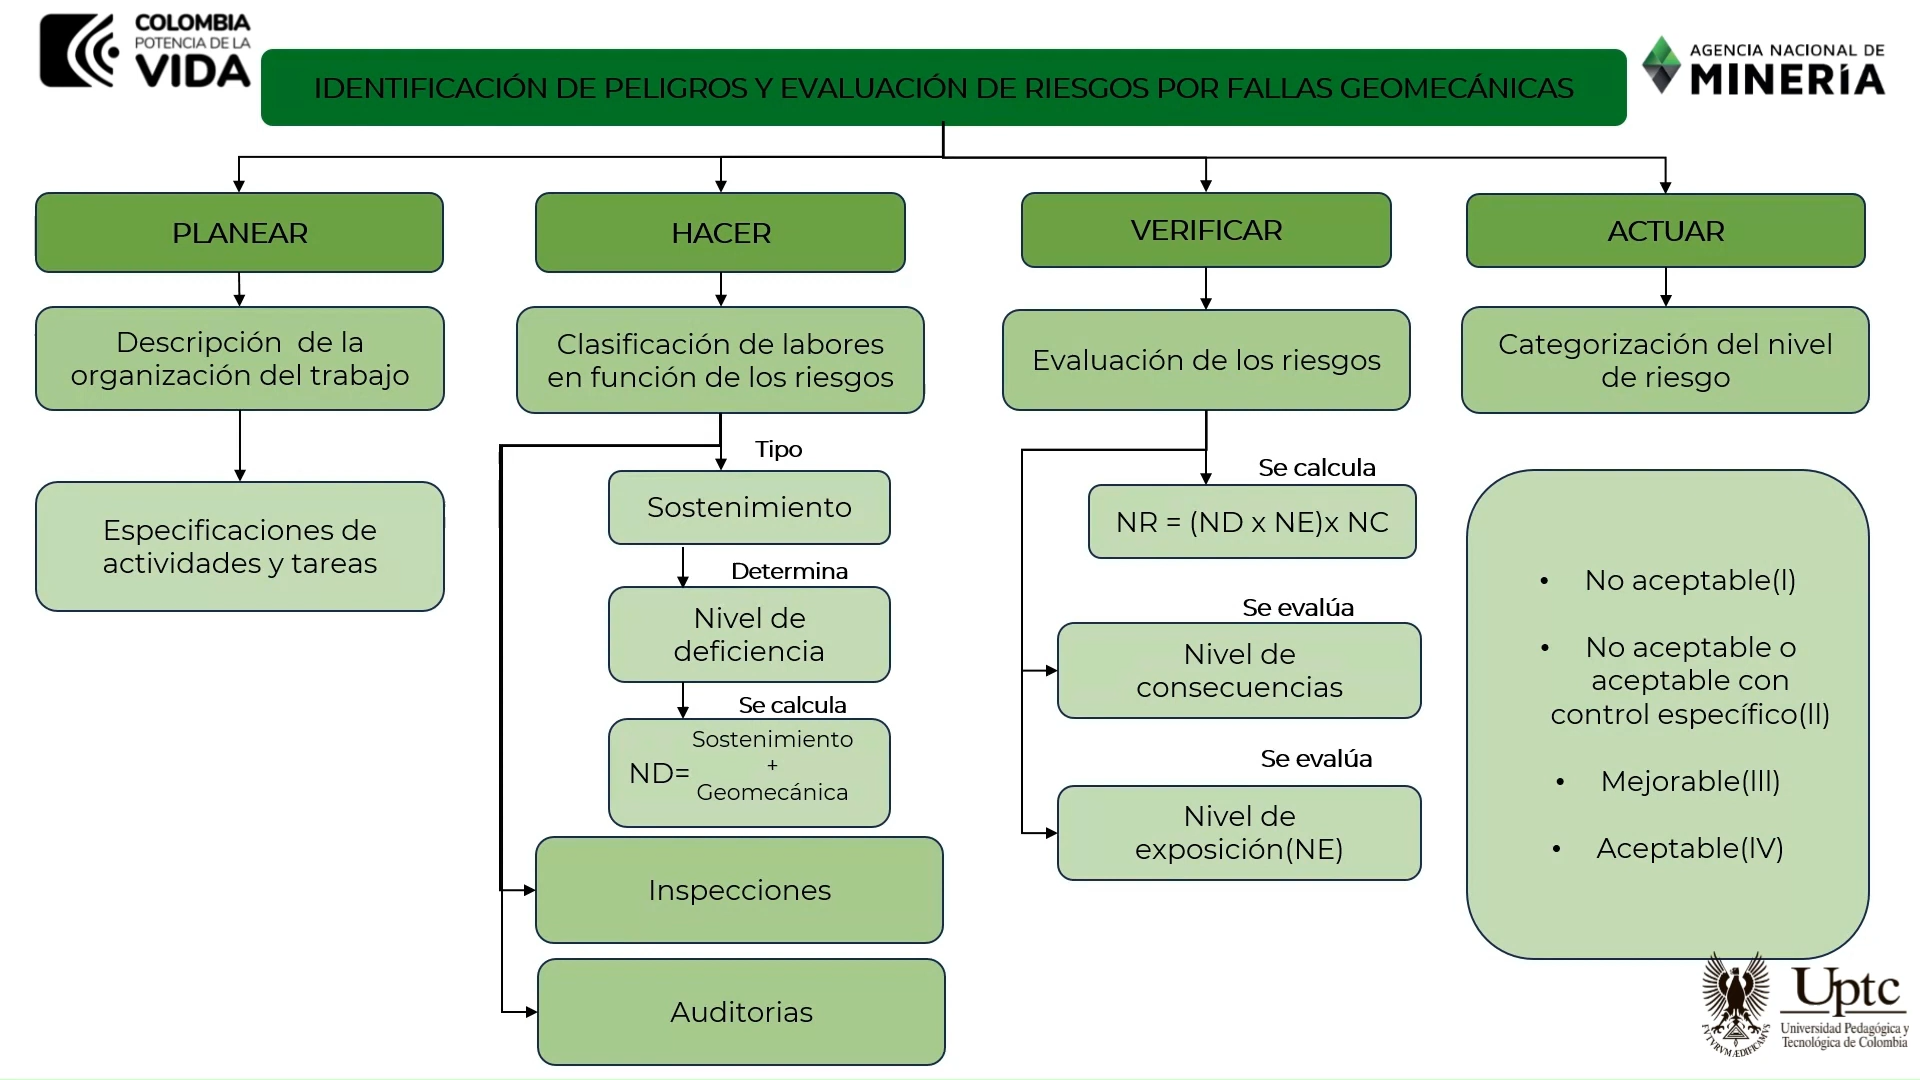 COLOMBIA
POTENCIA DE LA
VIDA
IDENTIFICACIÓN DE PELIGROS Y EVALUACIÓN DE RIESGOS POR FALLAS GEOMECÁNICAS
AGENCIA NACIONAL DE
MINERÍA
PLANEAR
Descripción  de la
organización del trabajo
Especificaciones de
actividades y tareas
HACER
Clasificación de labores
en función de los riesgos
Tipo
Sostenimiento
Determina
Nivel de
deficiencia
Se calcula
Sostenimiento
ND= +
Geomecánica
Inspecciones
Auditorias
VERIFICAR
Evaluación de los riesgos
Se calcula
NR = (ND x NE)x NC
Se evalúa
Nivel de
consecuencias
Se evalúa
Nivel de
exposición(NE)
ACTUAR
Categorización del nivel
de riesgo
• No aceptable(l)
• No aceptable o
aceptable con
control específico(ll)
• Mejorable(lll)
• Aceptable(lV)
Uptc
Universidad Pedagógica y
Tecnológica de Colombia
FVTVRVM ÆDIFICAMVS